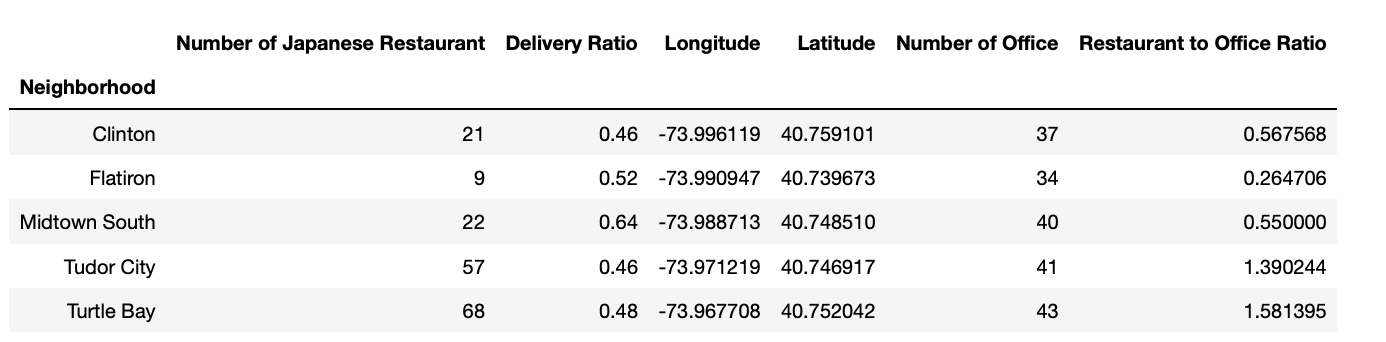 Number of Japanese Restaurant Delivery Ratio Longitude Latitude Number of Office Restaurant to Office Ratio
Neighborhood
Clinton 21 0.46 -73.996119 40.759101 37 0.567568
Flatiron 9 0.52 -73.990947 40.739673 34 0.264706
Midtown South 22 0.64 -73.988713 40.748510 40 0.550000
Tudor City 57 0.46 -73.971219 40.746917 41 1.390244
Turtle Bay 68 0.48 -73.967708 40.752042 43 1.581395